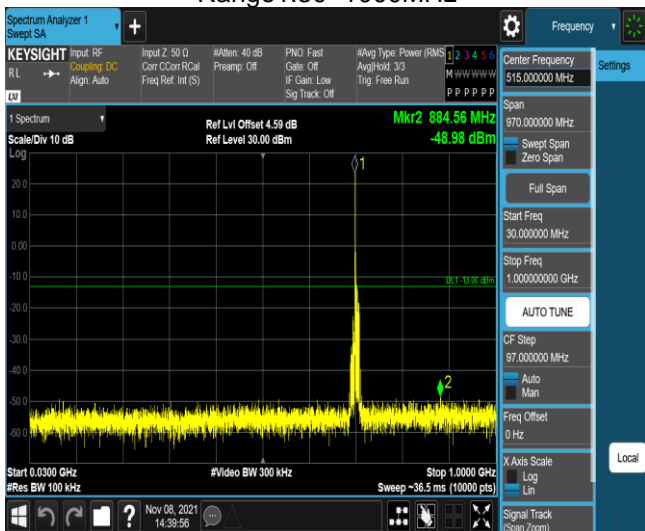 Spectrum Analyzer 1
Swept SA
+
Frequency
KEYSIGHT
Input: RF
Coupling: DC
Align: Auto
RL
LXI
Input Z: 50 Ω
Corr CCorr RCal
Freq Ref: Int (S)
#Atten: 40 dB
Preamp: Off
PNO: Fast
Gate: Off
IF Gain: Low
Sig Track: Off
#Avg Type: Power (RMS
Avg|Hold: 3/3
Trig: Free Run
1 2 3 4 5 6
M W W W W W
P P P P P P
Center Frequency
515.000000 MHz
Settings
1 Spectrum
Scale/Div 10 dB
Log
Ref Lvl Offset 4.59 dB
Ref Level 30.00 dBm
Mkr2 884.56 MHz
-48.98 dBm
Span
970.000000 MHz
Swept Span
Zero Span
Full Span
Start Freq
30.000000 MHz
Stop Freq
1.000000000 GHz
AUTO TUNE
CF Step
97.000000 MHz
Auto
Man
Freq Offset
0 Hz
X Axis Scale
Log
Lin
Local
Signal Track
(Span Zoom)
1
20.0
10.0
0.00
-10.0
DL1 -13.00 dBm
-20.0
-30.0
-40.0
2
-50.0
-60.0
Start 0.0300 GHz
#Res BW 100 kHz
#Video BW 300 kHz
Stop 1.0000 GHz
Sweep ~36.5 ms (10000 pts)
?
Nov 08, 2021
14:39:56